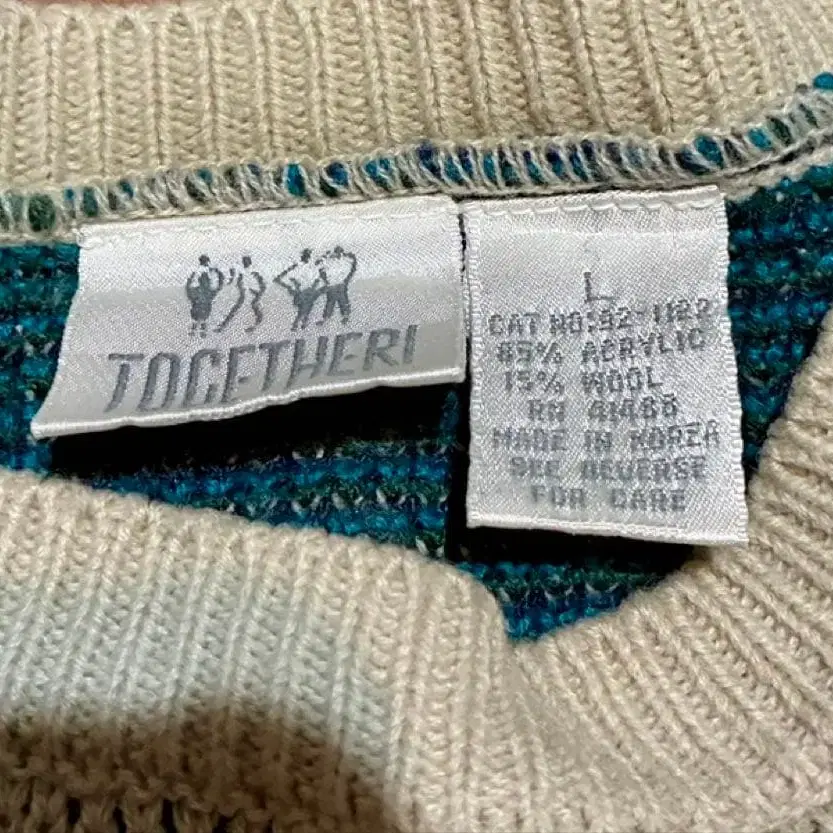 TOGETHER!
L
CAT NO:92-1122
85% ACRYLIC
15% WOOL
RN 41466
MADE IN KOREA
SEE REVERSE
FOR CARE